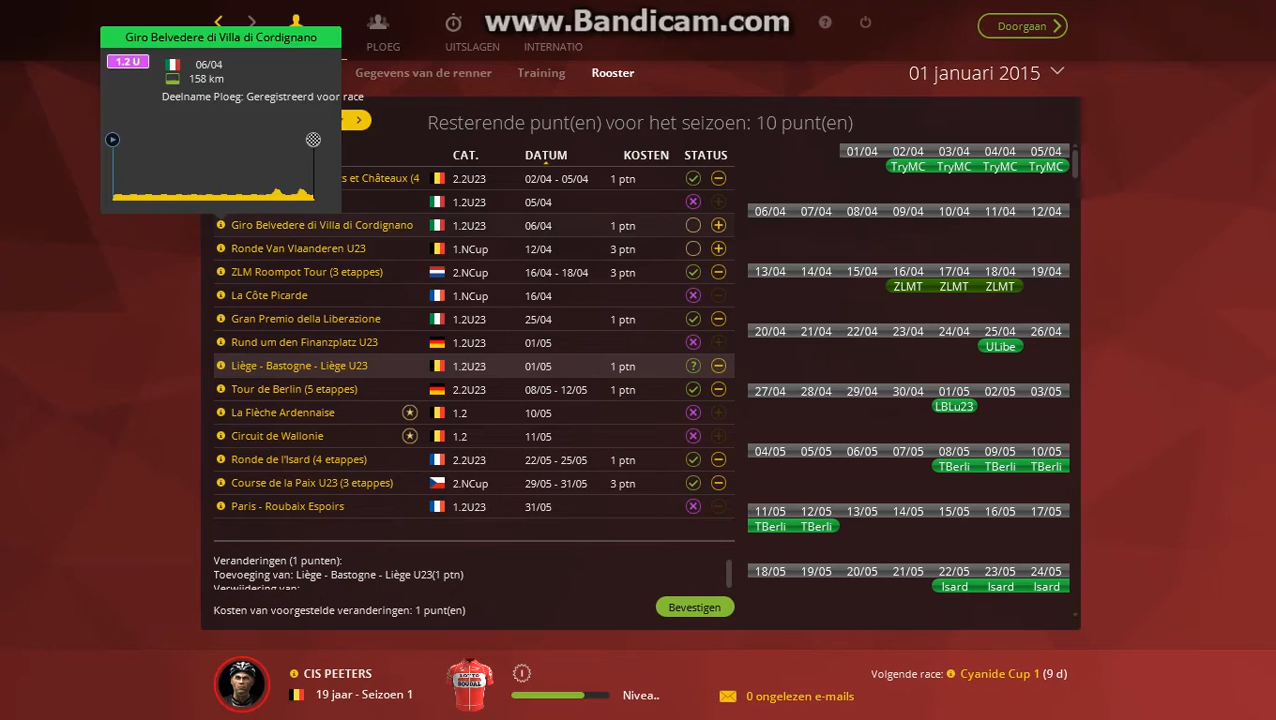 www.Bandicam.com
PLOEG
UITSLAGEN
INTERNATIO
Doorgaan
Giro Belvedere di Villa di Cordignano
1.2 U
06/04
158 km
Deelname Ploeg: Geregistreerd voor race
Gegevens van de renner
Training
Rooster
01 januari 2015
Resterende punt(en) voor het seizoen: 10 punt(en)
CAT. DATUM KOSTEN STATUS
s et Châteaux (4 2.2U23 02/04 - 05/04 1 ptn
1.2U23 05/04
Giro Belvedere di Villa di Cordignano 1.2U23 06/04 1 ptn
Ronde Van Vlaanderen U23 1.NCup 12/04 3 ptn
ZLM Roompot Tour (3 etappes) 2.NCup 16/04 - 18/04 3 ptn
La Côte Picarde 1.NCup 16/04
Gran Premio della Liberazione 1.2U23 25/04 1 ptn
Rund um den Finanzplatz U23 1.2U23 01/05
Liège - Bastogne - Liège U23 1.2U23 01/05 1 ptn ?
Tour de Berlin (5 etappes) 2.2U23 08/05 - 12/05 1 ptn
La Flèche Ardennaise 1.2 10/05
Circuit de Wallonie 1.2 11/05
Ronde de l'Isard (4 etappes) 2.2U23 22/05 - 25/05 1 ptn
Course de la Paix U23 (3 etappes) 2.NCup 29/05 - 31/05 3 ptn
Paris - Roubaix Espoirs 1.2U23 31/05
Veranderingen (1 punten):
Toevoeging van: Liège - Bastogne - Liège U23(1 ptn)
Verwijdering van:
Kosten van voorgestelde veranderingen: 1 punt(en)
Bevestigen
01/04 02/04 03/04 04/04 05/04
TryMC TryMC TryMC TryMC
06/04 07/04 08/04 09/04 10/04 11/04 12/04
13/04 14/04 15/04 16/04 17/04 18/04 19/04
ZLMT ZLMT ZLMT
20/04 21/04 22/04 23/04 24/04 25/04 26/04
ULibe
27/04 28/04 29/04 30/04 01/05 02/05 03/05
LBLu23
04/05 05/05 06/05 07/05 08/05 09/05 10/05
TBerli TBerli TBerli
11/05 12/05 13/05 14/05 15/05 16/05 17/05
TBerli TBerli
18/05 19/05 20/05 21/05 22/05 23/05 24/05
Isard Isard Isard
CIS PEETERS
19 jaar - Seizoen 1
LOTTO
SOUDAL
Nivea..
Volgende race: Cyanide Cup 1 (9 d)
0 ongelezen e-mails